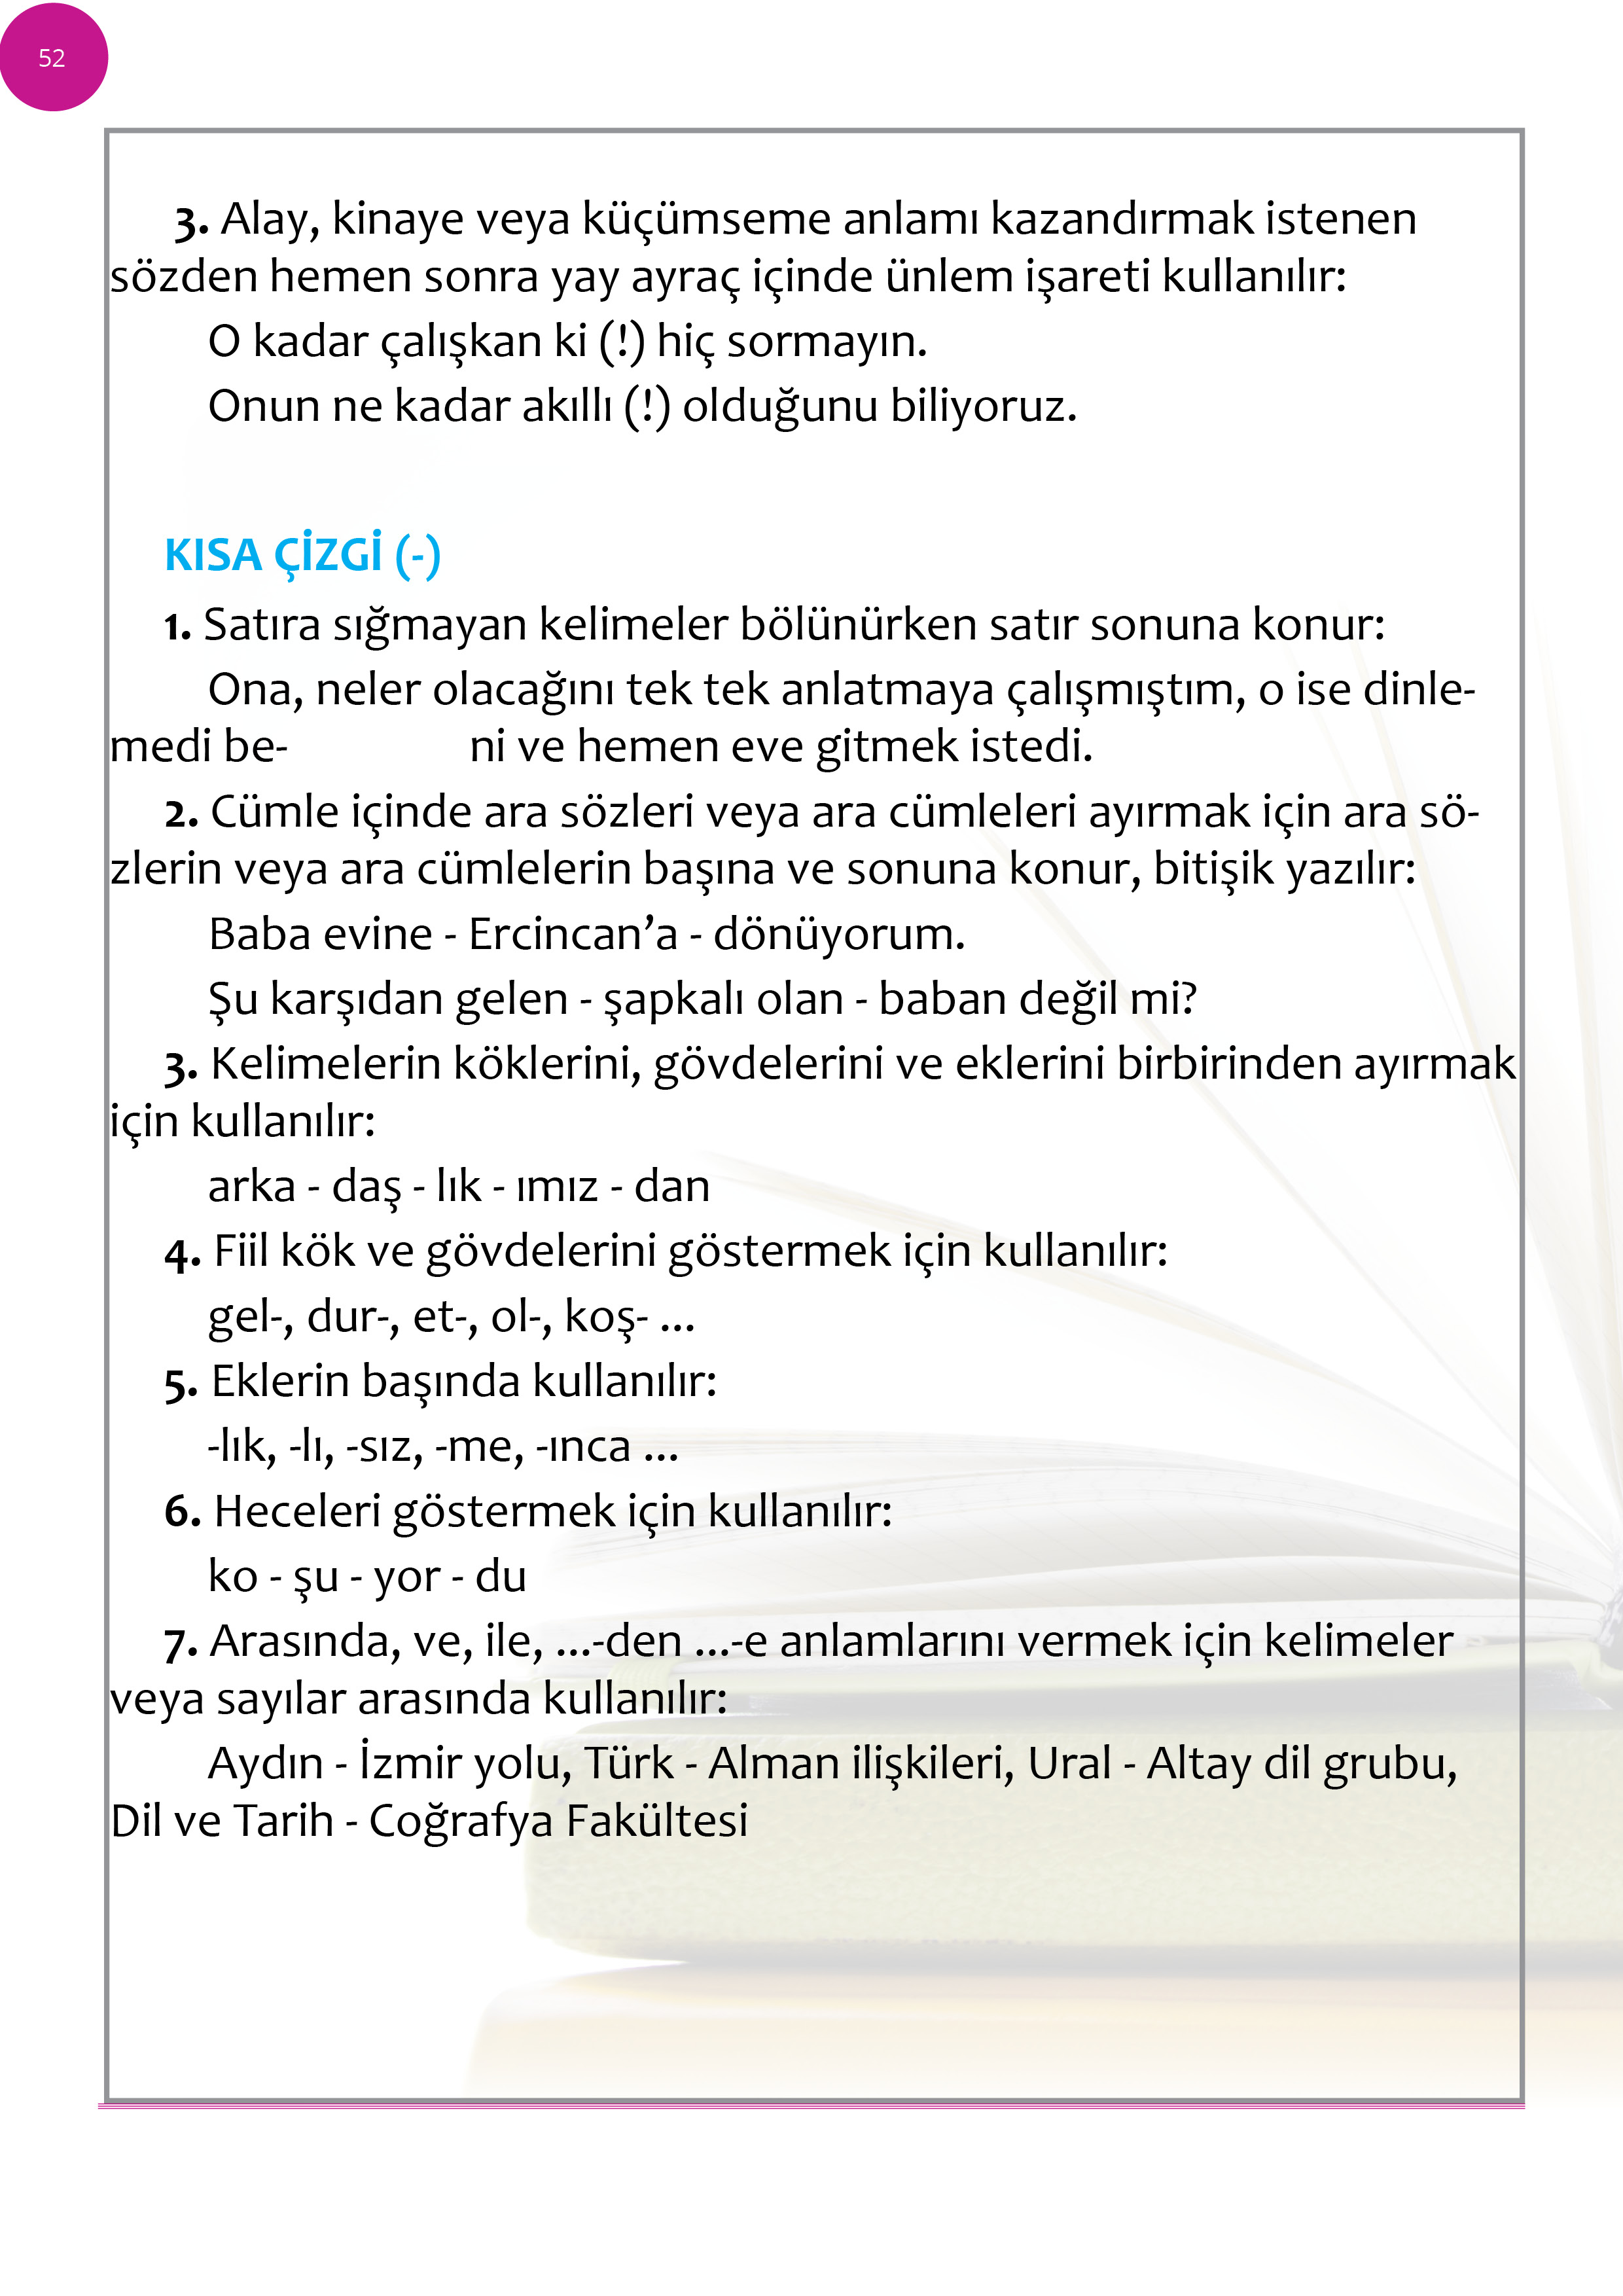 52
3. Alay, kinaye veya küçümseme anlamı kazandırmak istenen
sözden hemen sonra yay ayraç içinde ünlem işareti kullanılır:
O kadar çalışkan ki (!) hiç sormayın.
Onun ne kadar akıllı (!) olduğunu biliyoruz.
KISA ÇİZGİ (-)
1. Satıra sığmayan kelimeler bölünürken satır sonuna konur:
Ona, neler olacağını tek tek anlatmaya çalışmıştım, o ise dinle-
medi be- ni ve hemen eve gitmek istedi.
2. Cümle içinde ara sözleri veya ara cümleleri ayırmak için ara sö-
zlerin veya ara cümlelerin başına ve sonuna konur, bitişik yazılır:
Baba evine - Ercincan’a - dönüyorum.
Şu karşıdan gelen - şapkalı olan - baban değil mi?
3. Kelimelerin köklerini, gövdelerini ve eklerini birbirinden ayırmak
için kullanılır:
arka - daş - lık - ımız - dan
4. Fiil kök ve gövdelerini göstermek için kullanılır:
gel-, dur-, et-, ol-, koş- ...
5. Eklerin başında kullanılır:
-lık, -lı, -sız, -me, -ınca ...
6. Heceleri göstermek için kullanılır:
ko - şu - yor - du
7. Arasında, ve, ile, ...-den ...-e anlamlarını vermek için kelimeler
veya sayılar arasında kullanılır:
Aydın - İzmir yolu, Türk - Alman ilişkileri, Ural - Altay dil grubu,
Dil ve Tarih - Coğrafya Fakültesi